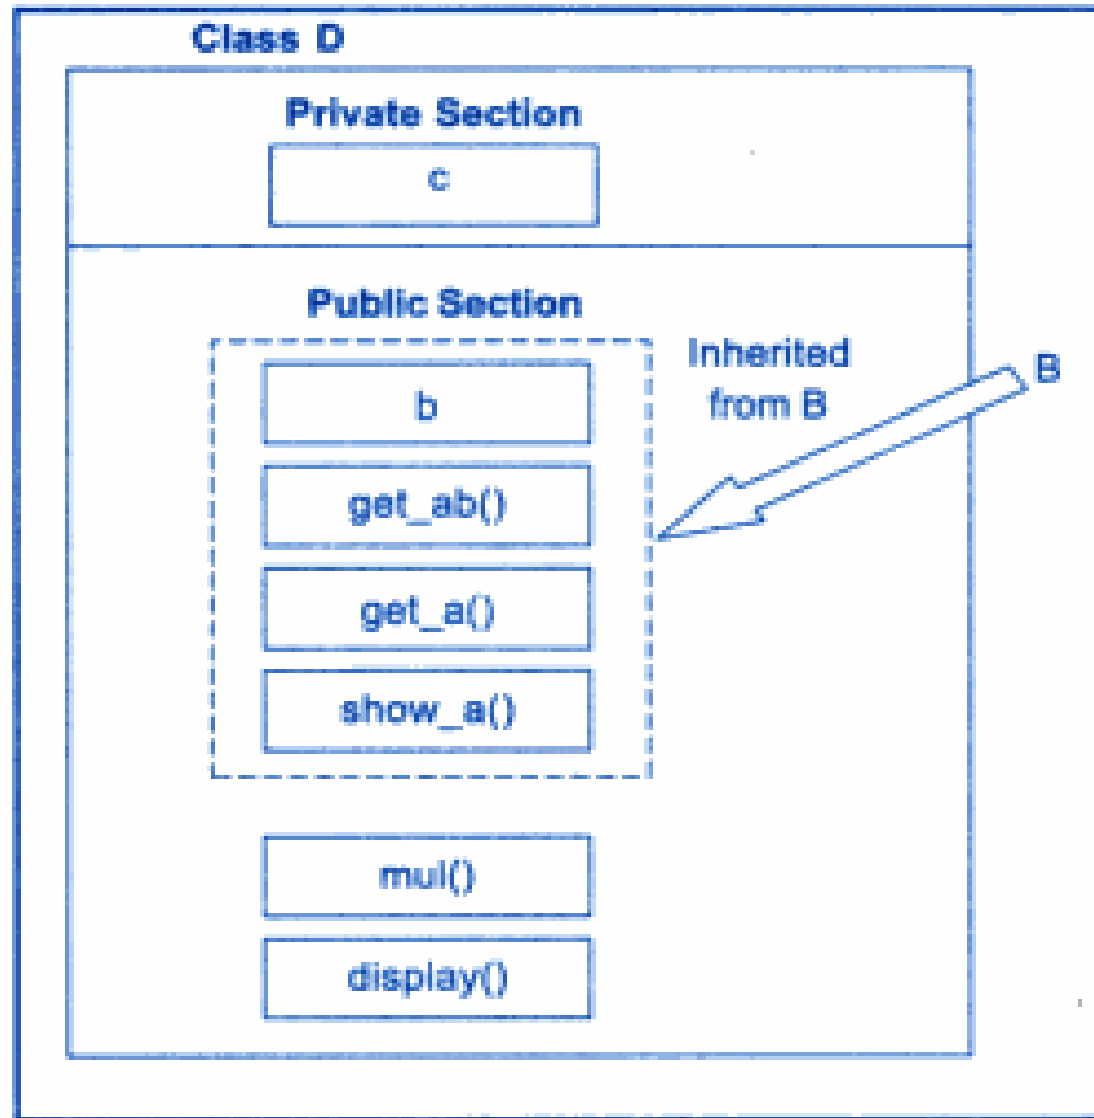 Class D
Private Section
c
Public Section
b
Inherited
from B
B
get_ab()
get_a()
show_a()
mul()
display()